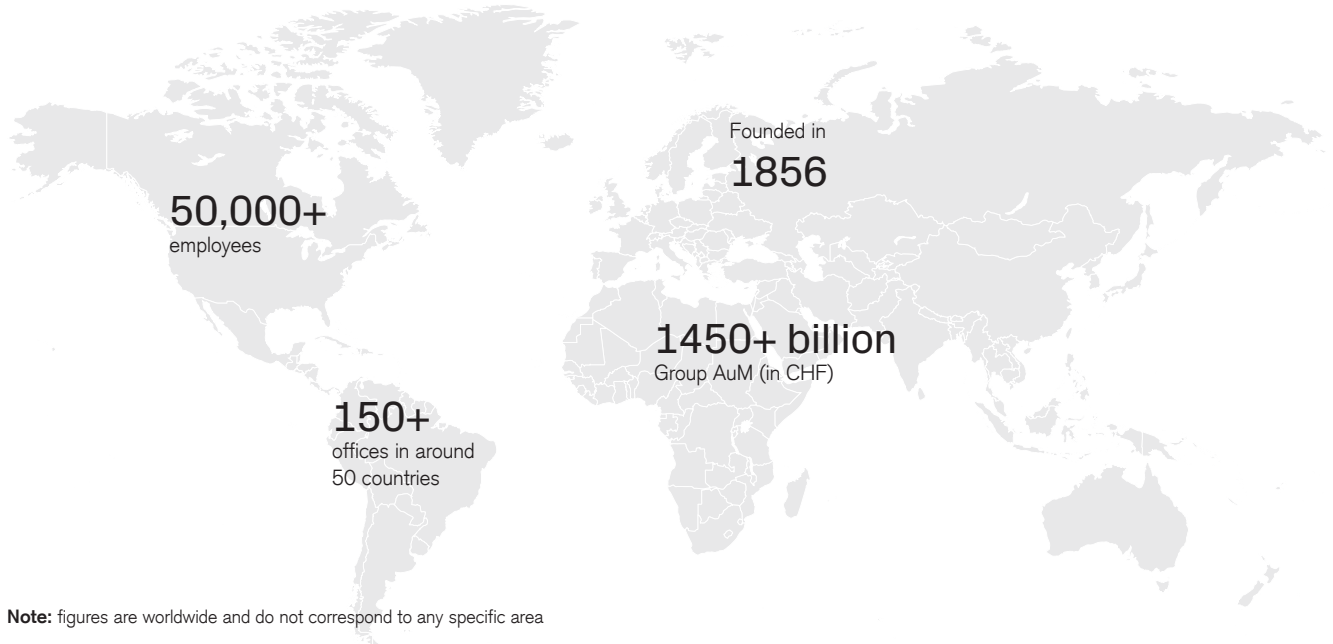 Founded in
1856
50,000+
employees
1450+ billion
Group AuM (in CHF)
150+
offices in around
50 countries
Note: figures are worldwide and do not correspond to any specific area